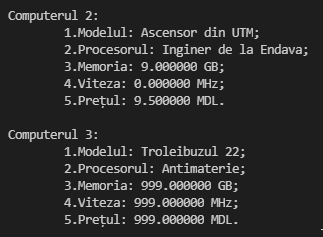 Computerul 2:
1.Modelul: Ascensor din UTM;
2.Procesorul: Inginer de la Endava;
3.Memoria: 9.000000 GB;
4.Viteza: 0.000000 MHz;
5.Prețul: 9.500000 MDL.
Computerul 3:
1.Modelul: Troleibuzul 22;
2.Procesorul: Antimaterie;
3.Memoria: 999.000000 GB;
4.Viteza: 999.000000 MHz;
5.Prețul: 999.000000 MDL.